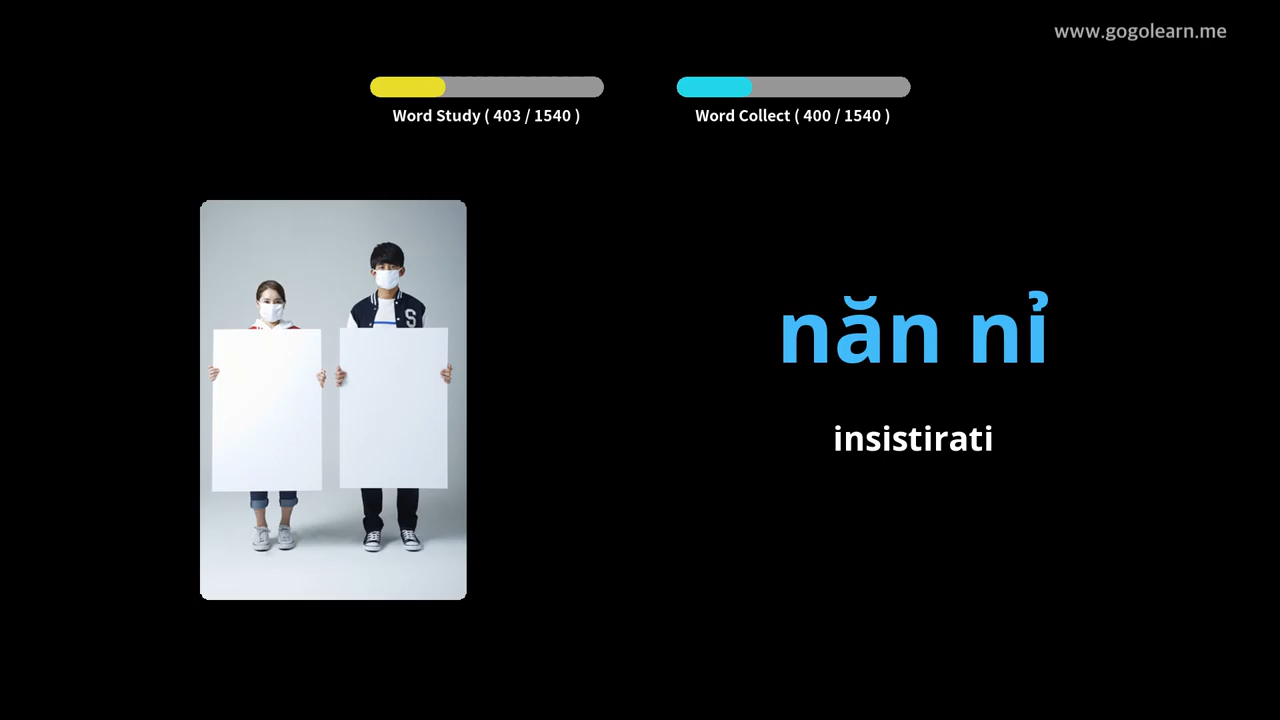 www.gogolearn.me
Word Study ( 403 / 1540 )
Word Collect ( 400 / 1540 )
S
năn nỉ
insistirati